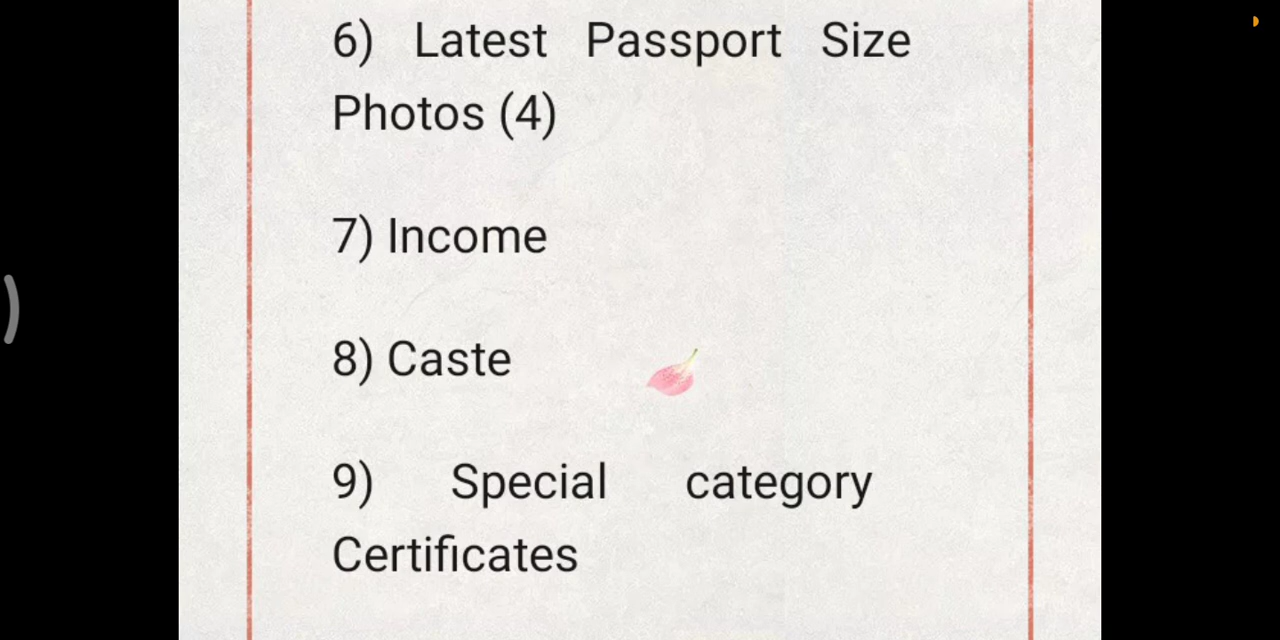 6) Latest Passport Size
Photos (4)
7) Income
8) Caste
9) Special category
Certificates